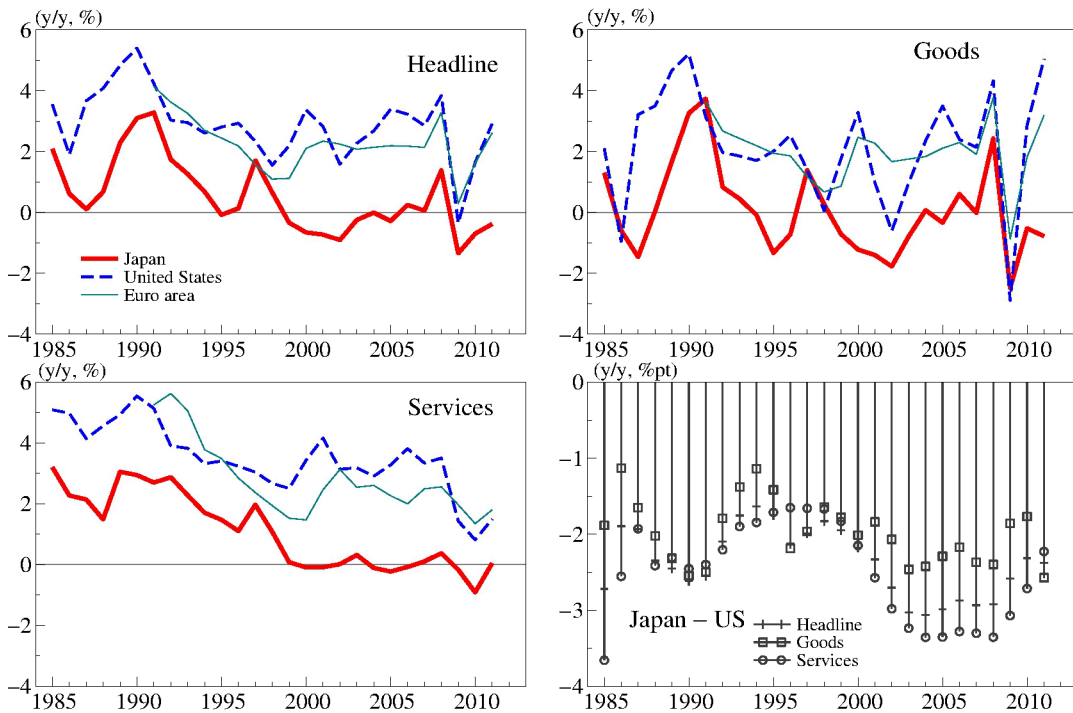 (y/y, %)
Headline
6
4
2
0
−2
−4
Japan
United States
Euro area
1985 1990 1995 2000 2005 2010
(y/y, %)
Goods
6
4
2
0
−2
−4
1985 1990 1995 2000 2005 2010
(y/y, %)
Services
6
4
2
0
−2
−4
1985 1990 1995 2000 2005 2010
(y/y, %pt)
0
−1
−2
−3
−4
Japan − US
Headline
Goods
Services
1985 1990 1995 2000 2005 2010